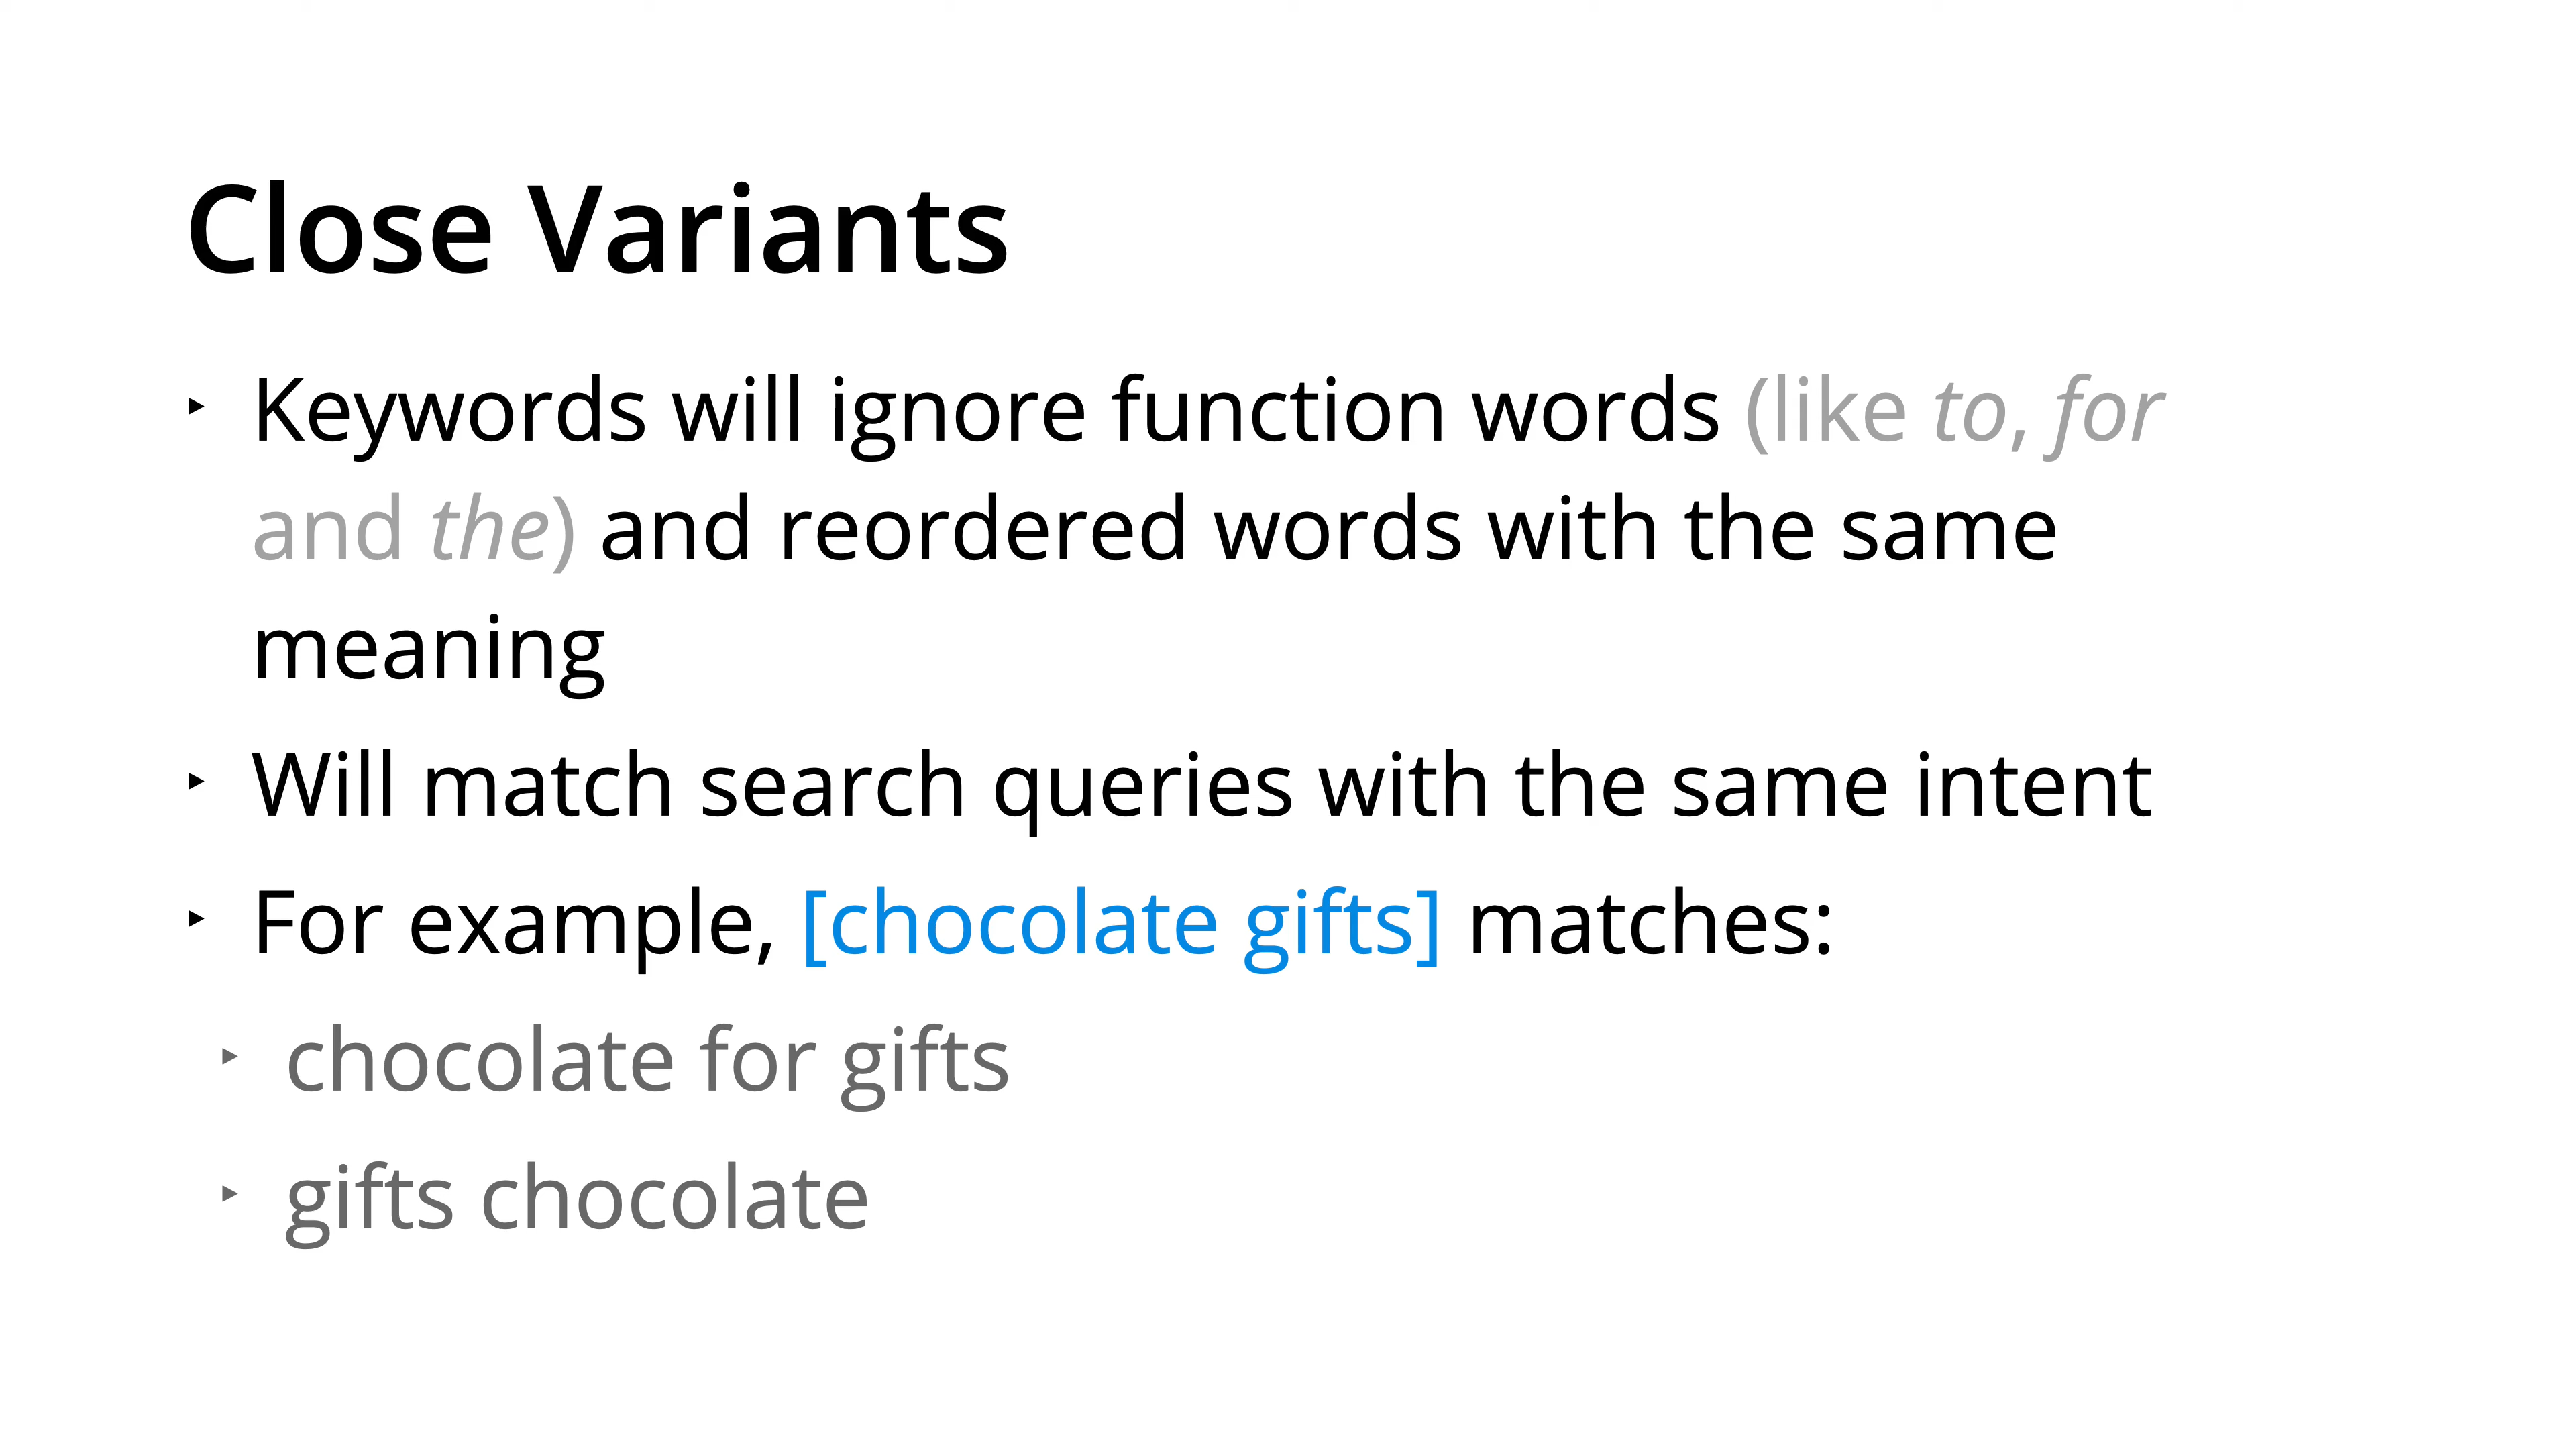 Close Variants
‣ Keywords will ignore function words (like to, for
and the) and reordered words with the same
meaning
‣ Will match search queries with the same intent
‣ For example, [chocolate gifts] matches:
‣ chocolate for gifts
‣ gifts chocolate